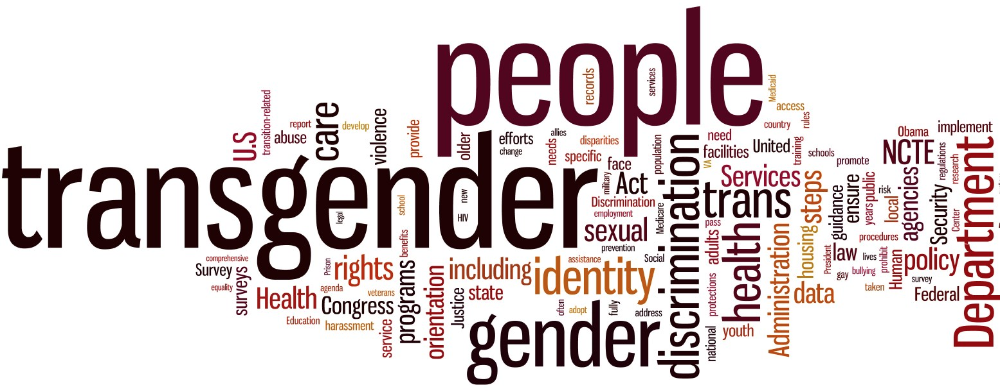 people
records
services
Medicaid
access
country
rules
transgender
U.S
transition-related
report
abuse
care
develop
violence
provide
older
efforts
change
allies
needs
disparities
specific
face
population
military
Act
Discrimination
employment
Medicare
sexual
prevention
legal
school
new
HIV
benefits
discrimination
need
facilities
United
training
VA
schools
promote
Services
trans
steps
guidance
ensure
public
years
risk
local
agencies
Obama
implement
NCTE
regulations
research
Security
Center
Department
pass
adults
health
Administration
housing
President
law
lives
procedures
prohibit
gay
bullying
Human
policy
survey
taken
Federal
data
protections
national
youth
comprehensive
Survey
equality
surveys
Prison
rights
agenda
Health
Congress
veterans
Education
harassment
service
programs
orientation
including
state
Justice
assistance
identity
Social
often
adopt
fully
address
gender